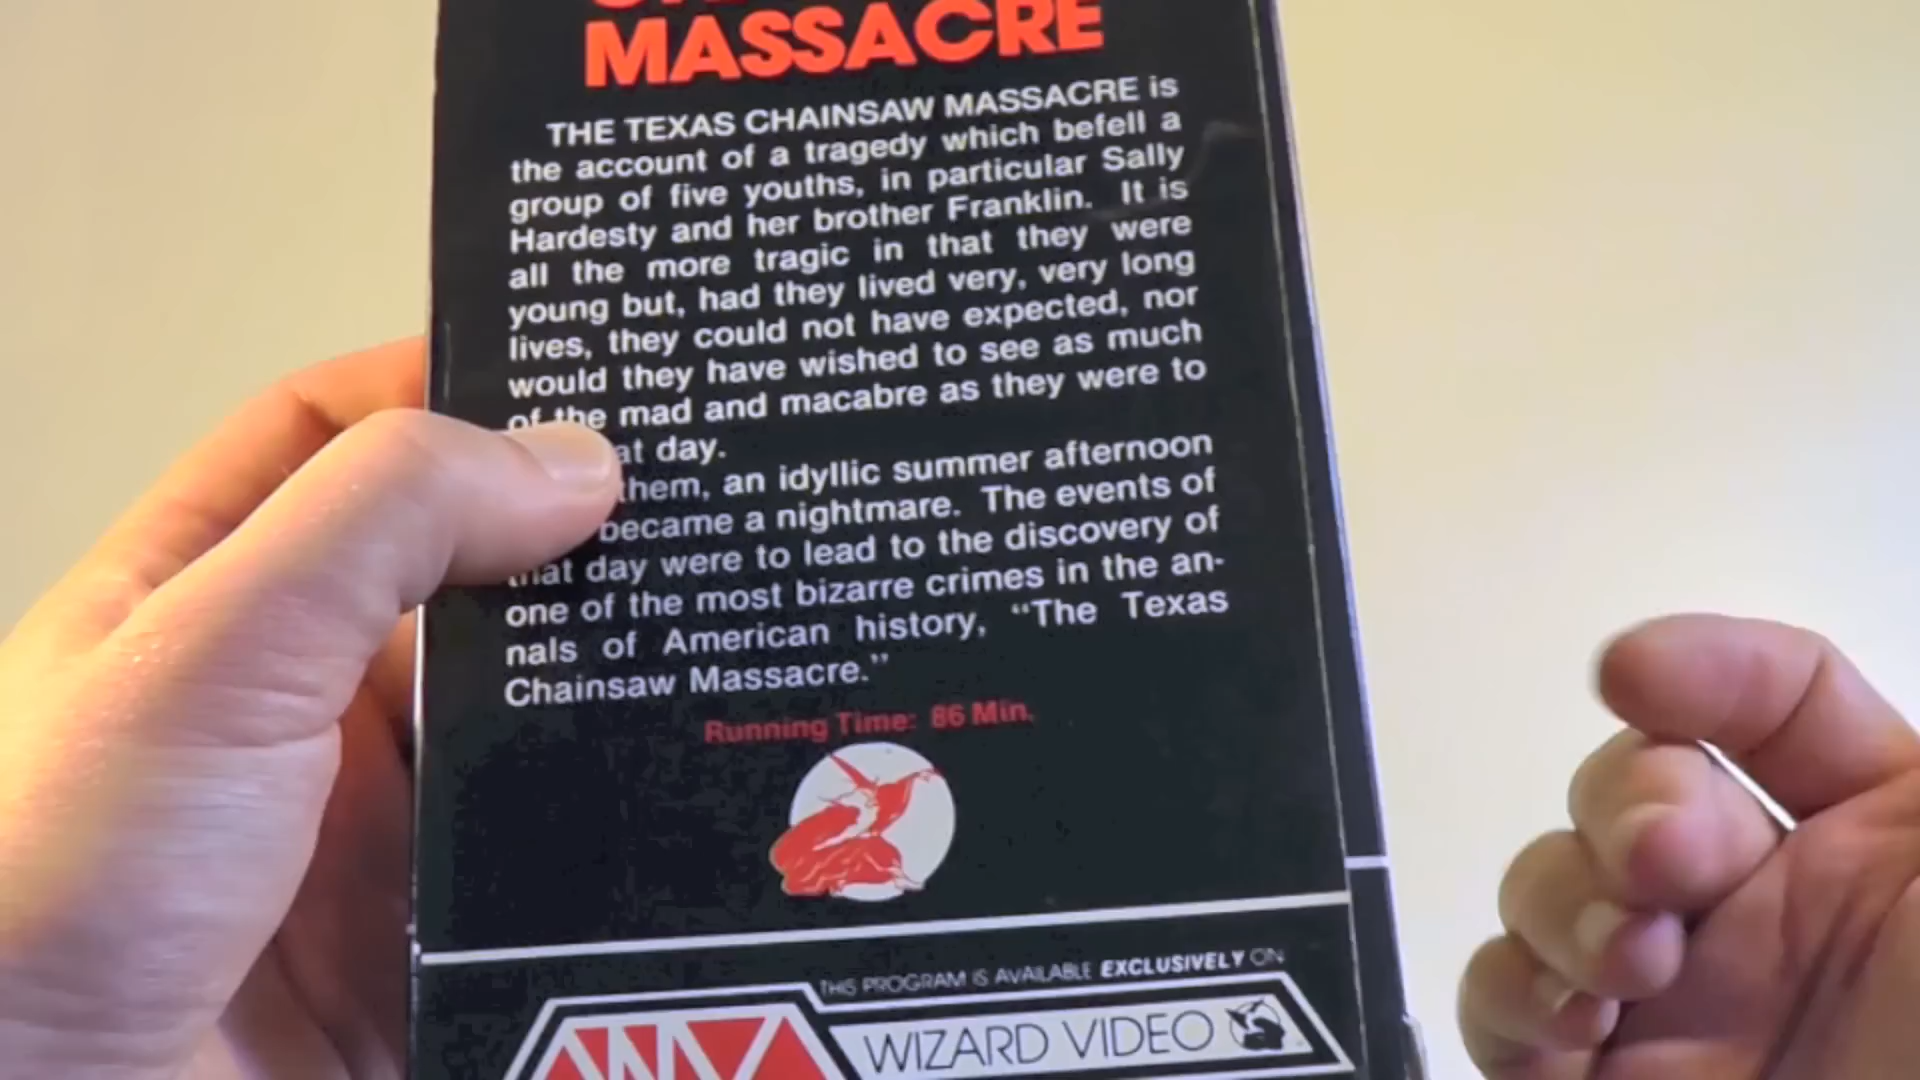 MASSACRE
THE TEXAS CHAINSAW MASSACRE is
the account of a tragedy which befell a
group of five youths, in particular Sally
Hardesty and her brother Franklin. It is
all the more tragic in that they were
young but, had they lived very, very long
lives, they could not have expected, nor
would they have wished to see as much
of the mad and macabre as they were to
day.
them, an idyllic summer afternoon
became a nightmare. The events of
that day were to lead to the discovery of
one of the most bizarre crimes in the an-
nals of American history, “The Texas
Chainsaw Massacre.”
Running Time: 86 Min.
THIS PROGRAM IS AVAILABLE EXCLUSIVELY ON
WIZARD VIDEO